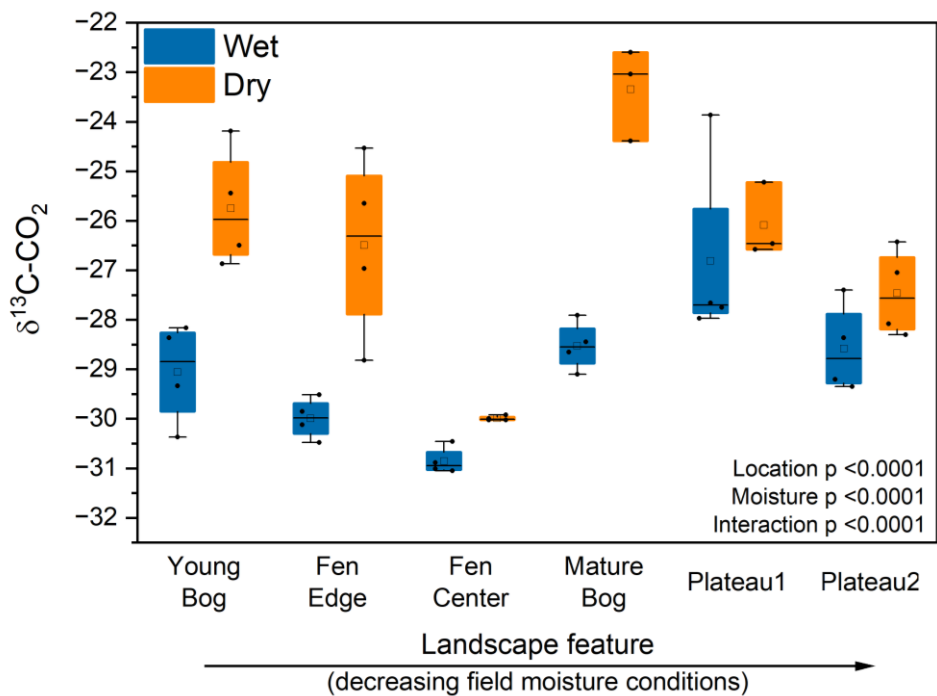 −22
−23
−24
−25
−26
−27
−28
−29
−30
−31
−32
δ¹³C-CO₂
Wet
Dry
Location p <0.0001
Moisture p <0.0001
Interaction p <0.0001
Young
Bog
Fen
Edge
Fen
Center
Mature
Bog
Plateau1
Plateau2
Landscape feature
(decreasing field moisture conditions)